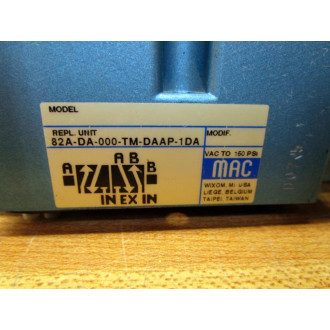 MODEL
REPL. UNIT
MODIF.
82A-DA-000-TM-DAAP-1DA
VAC TO 150 PSI
A B
A B
IN EX IN
MAC
WIXOM, MI. USA
LIEGE, BELGIUM
TAIPEI, TAIWAN